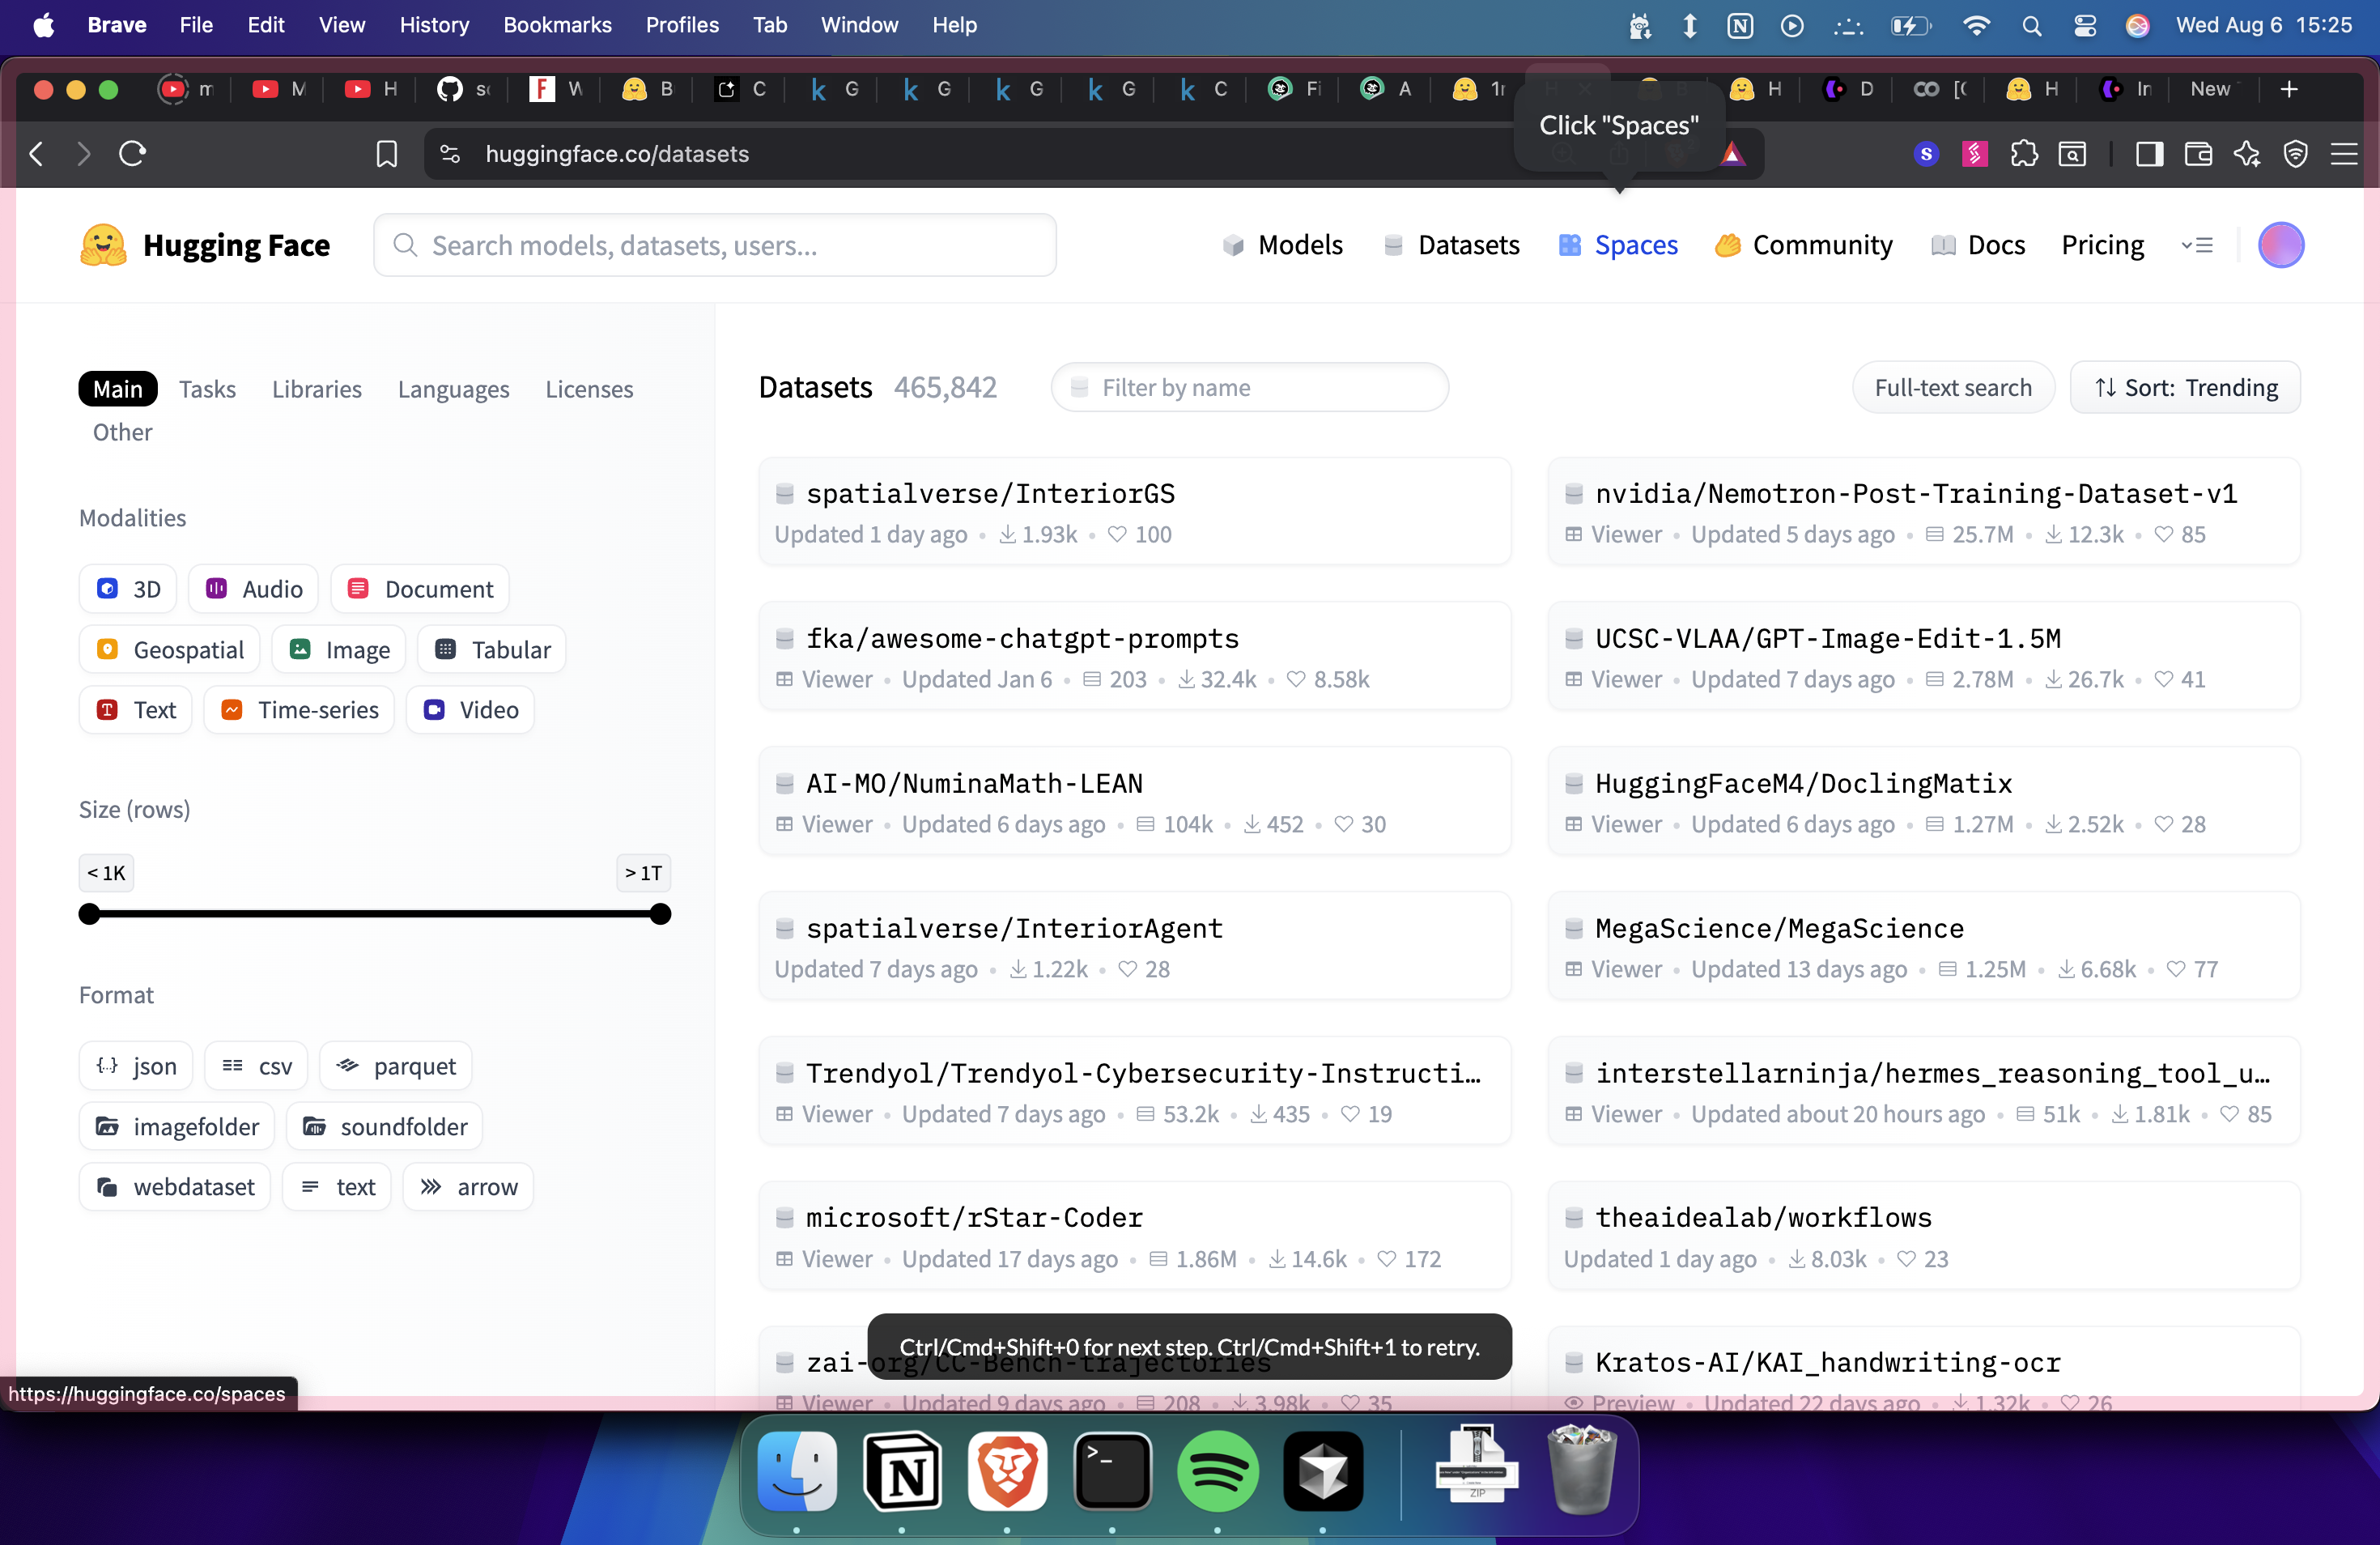 Brave File Edit View History Bookmarks Profiles Tab Window Help Wed Aug 6 15:25
m M H sc W B C G G G G C Fi A 1r H D [C H In New
Click "Spaces"
huggingface.co/datasets
Hugging Face
Search models, datasets, users...
Models Datasets Spaces Community Docs Pricing
Main Tasks Libraries Languages Licenses
Other
Modalities
3D Audio Document
Geospatial Image Tabular
Text Time-series Video
Size (rows)
< 1K > 1T
Format
json csv parquet
imagefolder soundfolder
webdataset text arrow
Datasets 465,842 Filter by name Full-text search Sort: Trending
spatialverse/InteriorGS
Updated 1 day ago • 1.93k • 100
nvidia/Nemotron-Post-Training-Dataset-v1
Viewer • Updated 5 days ago • 25.7M • 12.3k • 85
fka/awesome-chatgpt-prompts
Viewer • Updated Jan 6 • 203 • 32.4k • 8.58k
UCSC-VLAA/GPT-Image-Edit-1.5M
Viewer • Updated 7 days ago • 2.78M • 26.7k • 41
AI-MO/NuminaMath-LEAN
Viewer • Updated 6 days ago • 104k • 452 • 30
HuggingFaceM4/DoclingMatix
Viewer • Updated 6 days ago • 1.27M • 2.52k • 28
spatialverse/InteriorAgent
Updated 7 days ago • 1.22k • 28
MegaScience/MegaScience
Viewer • Updated 13 days ago • 1.25M • 6.68k • 77
Trendyol/Trendyol-Cybersecurity-Instructi...
Viewer • Updated 7 days ago • 53.2k • 435 • 19
interstellarninja/hermes_reasoning_tool_u...
Viewer • Updated about 20 hours ago • 51k • 1.81k • 85
microsoft/rStar-Coder
Viewer • Updated 17 days ago • 1.86M • 14.6k • 172
theaidealab/workflows
Updated 1 day ago • 8.03k • 23
zai-org/CC-Bench-trajectories
Viewer • Updated 9 days ago • 208 • 3.98k • 35
Kratos-AI/KAI_handwriting-ocr
Preview • Updated 22 days ago • 1.32k • 26
Ctrl/Cmd+Shift+0 for next step. Ctrl/Cmd+Shift+1 to retry.
https://huggingface.co/spaces
ZIP